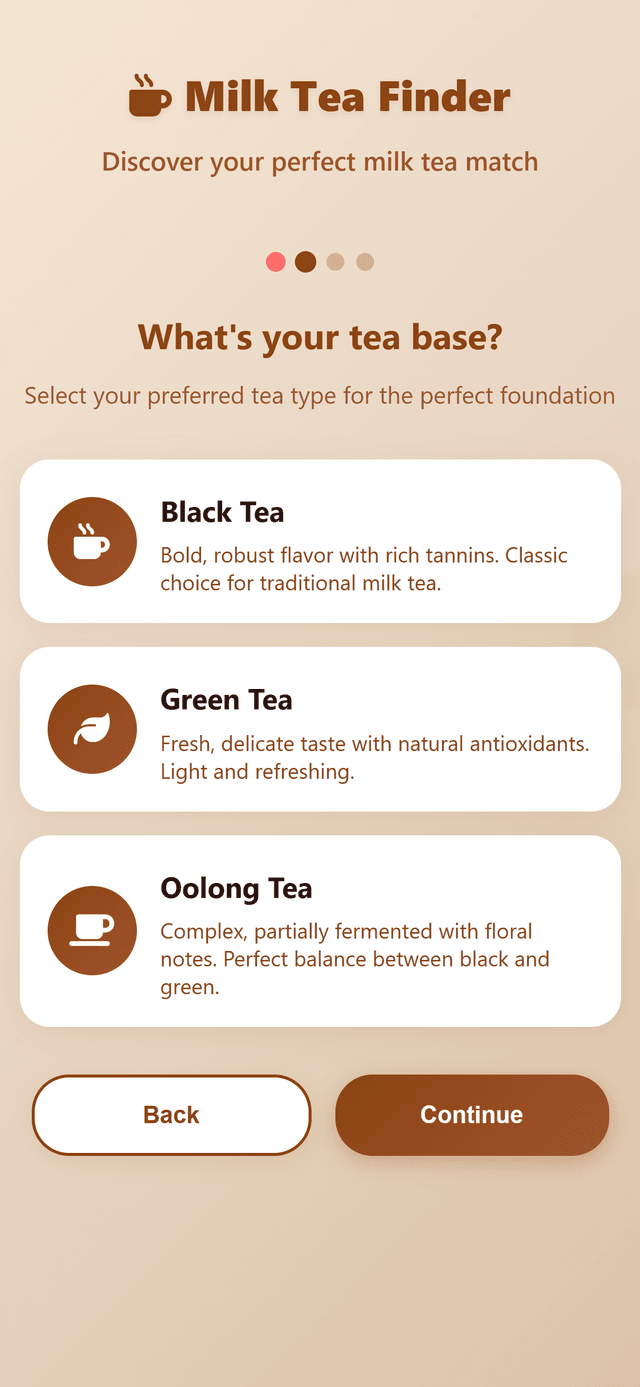 Milk Tea Finder
Discover your perfect milk tea match
What's your tea base?
Select your preferred tea type for the perfect foundation
Black Tea
Bold, robust flavor with rich tannins. Classic
choice for traditional milk tea.
Green Tea
Fresh, delicate taste with natural antioxidants.
Light and refreshing.
Oolong Tea
Complex, partially fermented with floral
notes. Perfect balance between black and
green.
Back
Continue